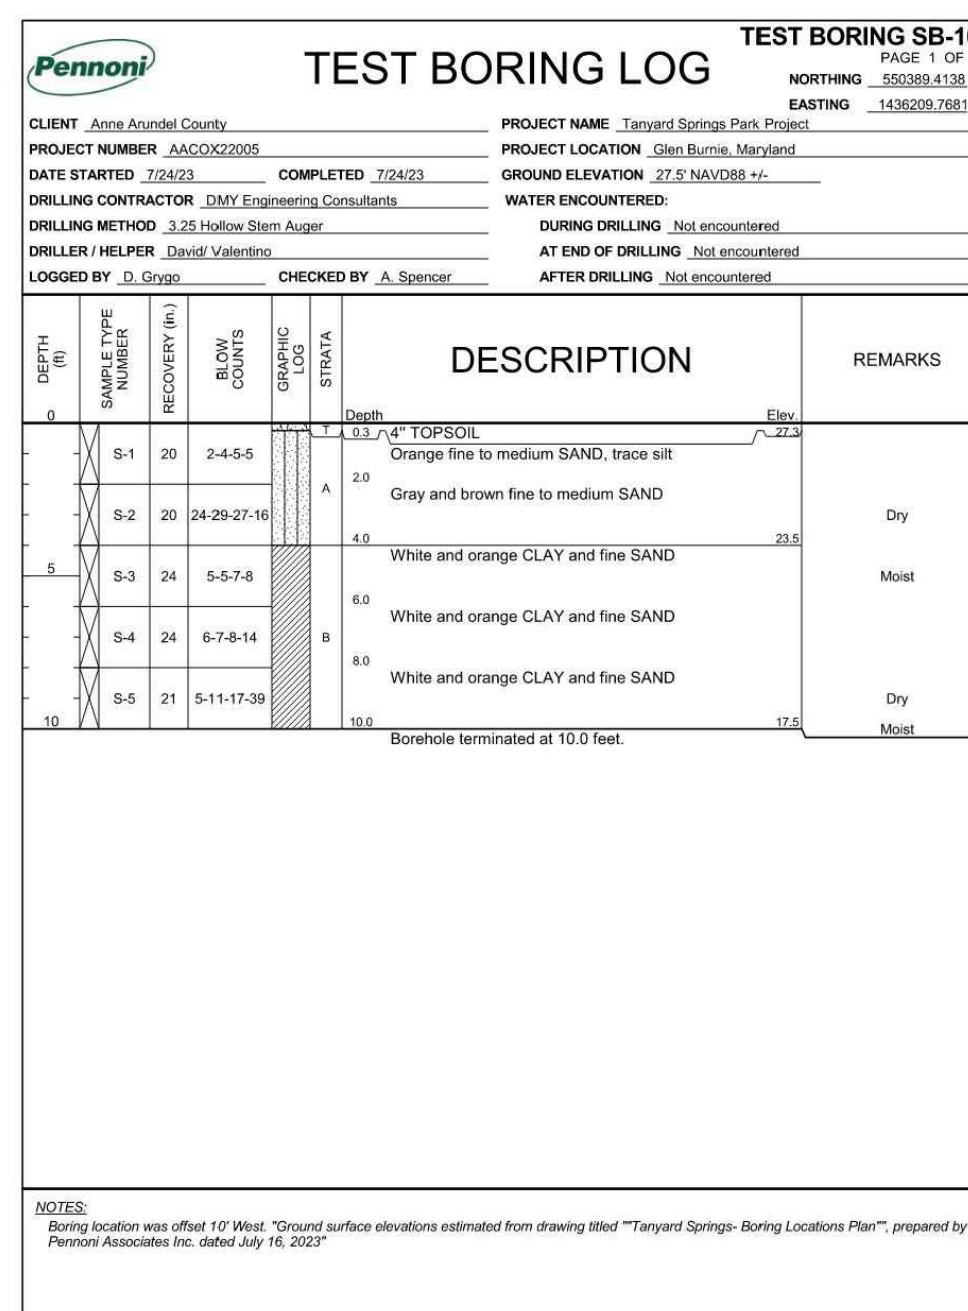 Pennoni
TEST BORING LOG
TEST BORING SB-1
PAGE 1 OF
NORTHING 550389.4138
EASTING 1436209.7681
CLIENT Anne Arundel County
PROJECT NAME Tanyard Springs Park Project
PROJECT NUMBER AACOX22005
PROJECT LOCATION Glen Burnie, Maryland
DATE STARTED 7/24/23 COMPLETED 7/24/23
GROUND ELEVATION 27.5' NAVD88 +/-
DRILLING CONTRACTOR DMY Engineering Consultants
WATER ENCOUNTERED:
DRILLING METHOD 3.25 Hollow Stem Auger
DURING DRILLING Not encountered
DRILLER / HELPER David/ Valentino
AT END OF DRILLING Not encountered
LOGGED BY D. Grygo CHECKED BY A. Spencer
AFTER DRILLING Not encountered
DEPTH
(ft)
0
SAMPLE TYPE
NUMBER
RECOVERY (in.)
BLOW
COUNTS
GRAPHIC
LOG
STRATA
DESCRIPTION
Depth Elev.
REMARKS
T 0.3 4" TOPSOIL 27.3
S-1 20 2-4-5-5 Orange fine to medium SAND, trace silt
2.0
A
Gray and brown fine to medium SAND
S-2 20 24-29-27-16 Dry
4.0 23.5
White and orange CLAY and fine SAND
5
S-3 24 5-5-7-8 Moist
6.0
White and orange CLAY and fine SAND
S-4 24 6-7-8-14 B
8.0
White and orange CLAY and fine SAND
S-5 21 5-11-17-39 Dry
10 10.0 17.5
Moist
Borehole terminated at 10.0 feet.
NOTES:
Boring location was offset 10' West. "Ground surface elevations estimated from drawing titled ""Tanyard Springs- Boring Locations Plan"", prepared by
Pennoni Associates Inc. dated July 16, 2023"